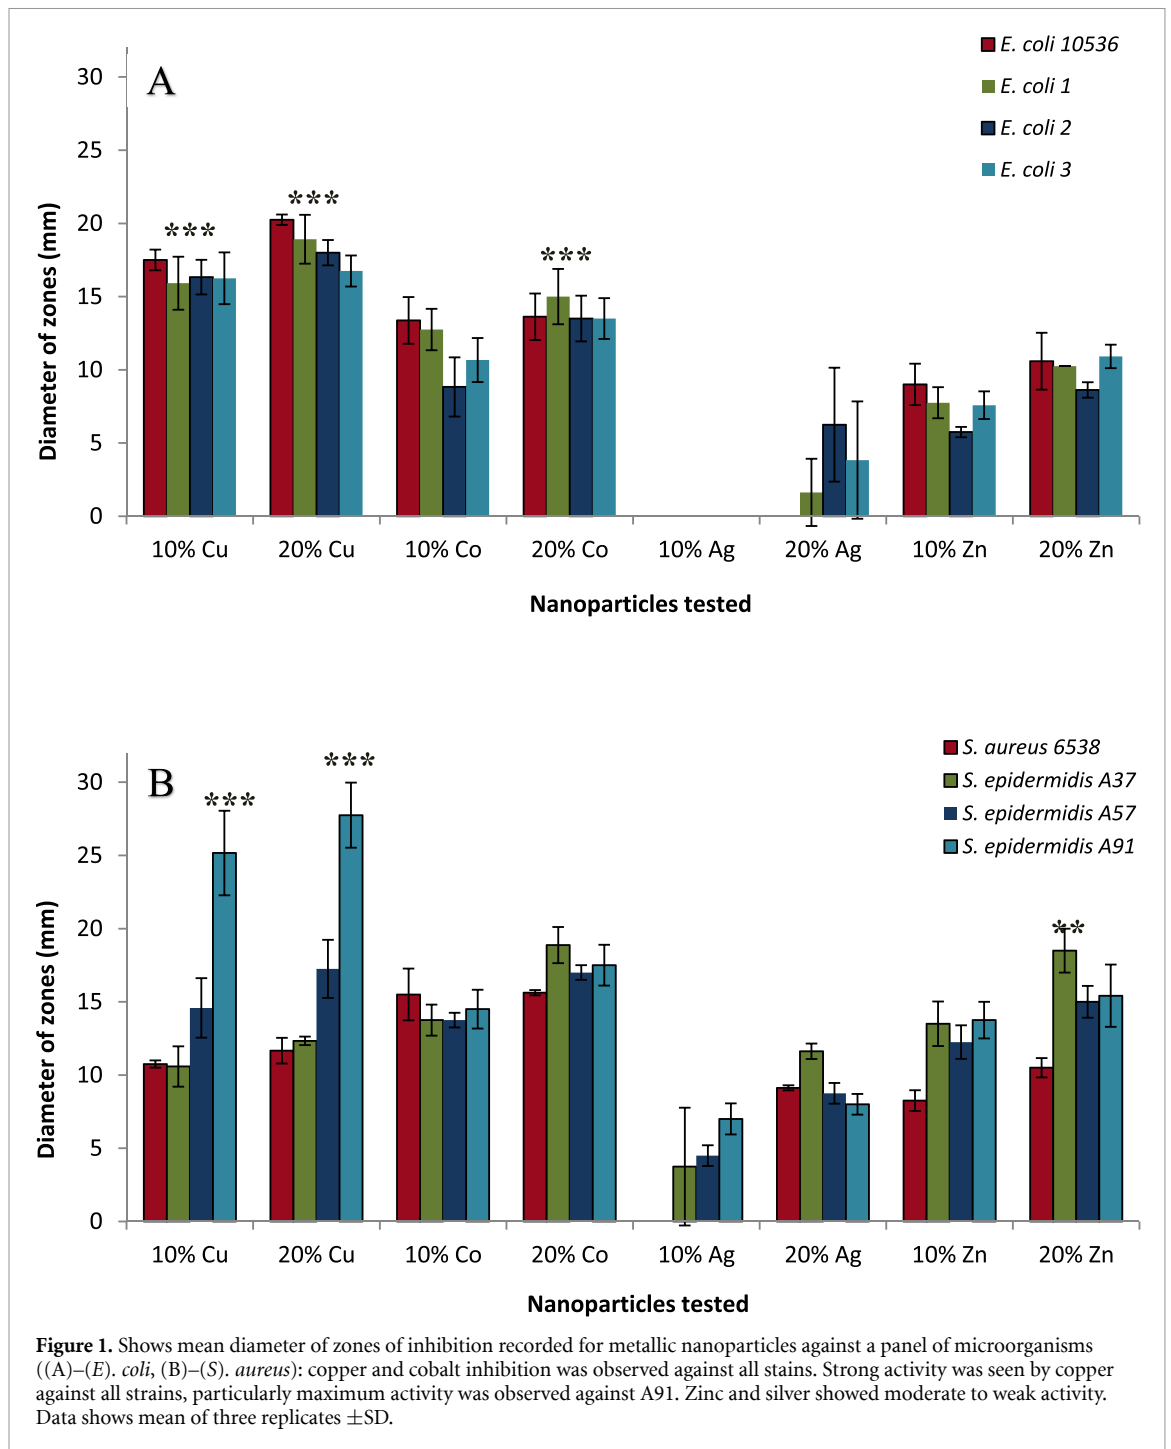 A
E. coli 10536
E. coli 1
E. coli 2
E. coli 3
30
25
20
15
10
5
0
Diameter of zones (mm)
***
***
***
10% Cu 20% Cu 10% Co 20% Co 10% Ag 20% Ag 10% Zn 20% Zn
Nanoparticles tested
B
S. aureus 6538
S. epidermidis A37
S. epidermidis A57
S. epidermidis A91
30
25
20
15
10
5
0
Diameter of zones (mm)
***
***
**
10% Cu 20% Cu 10% Co 20% Co 10% Ag 20% Ag 10% Zn 20% Zn
Nanoparticles tested
Figure 1. Shows mean diameter of zones of inhibition recorded for metallic nanoparticles against a panel of microorganisms
((A)–(E). coli, (B)–(S). aureus): copper and cobalt inhibition was observed against all stains. Strong activity was seen by copper
against all strains, particularly maximum activity was observed against A91. Zinc and silver showed moderate to weak activity.
Data shows mean of three replicates ±SD.